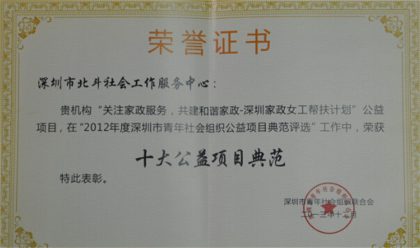 荣誉证书
深圳市北斗社会工作服务中心：
贵机构“关注家政服务，共建和谐家政-深圳家政女工帮扶计划”公益
项目，在“2012年度深圳市青年社会组织公益项目典范评选”工作中，荣获
十大公益项目典范
特此表彰。
深圳市青年社会组织联合会